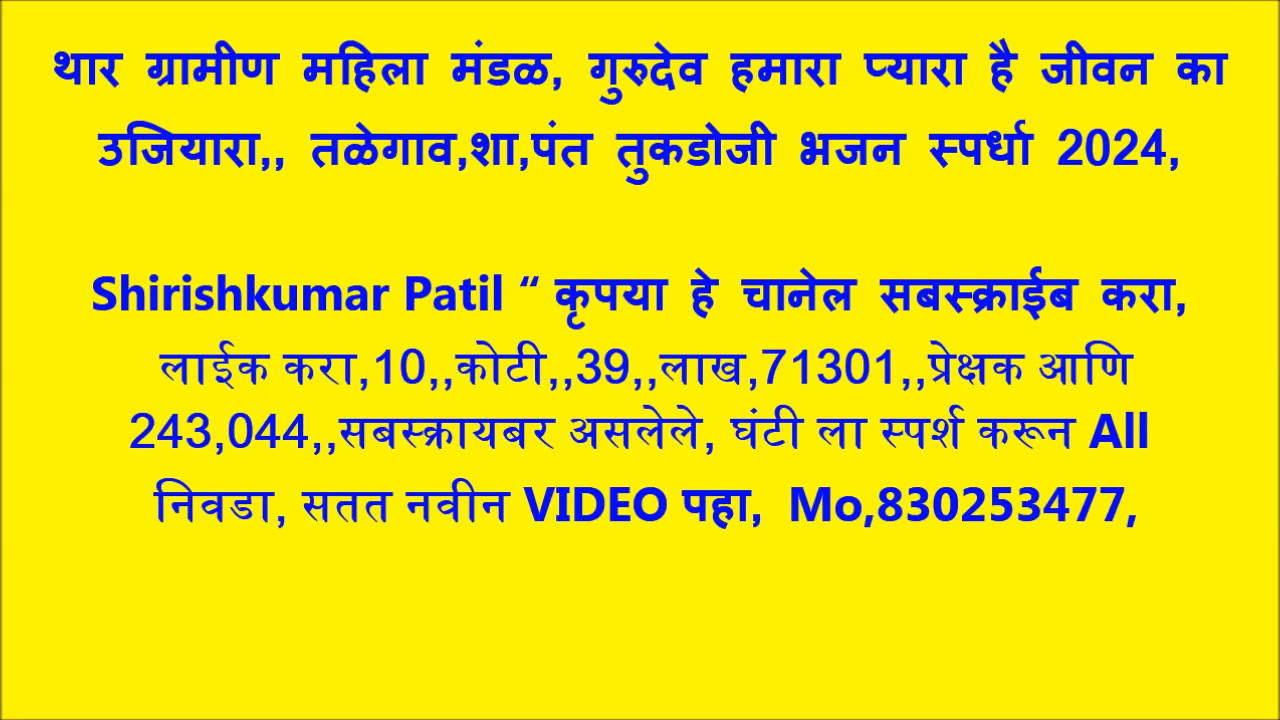 थार ग्रामीण महिला मंडळ, गुरुदेव हमारा प्यारा है जीवन का
उजियारा,, तळेगाव,शा,पंत तुकडोजी भजन स्पर्धा 2024,
Shirishkumar Patil “ कृपया हे चानेल सबस्क्राईब करा,
लाईक करा,10,,कोटी,,39,,लाख,71301,,प्रेक्षक आणि
243,044,,सबस्क्रायबर असलेले, घंटी ला स्पर्श करून All
निवडा, सतत नवीन VIDEO पहा, Mo,830253477,